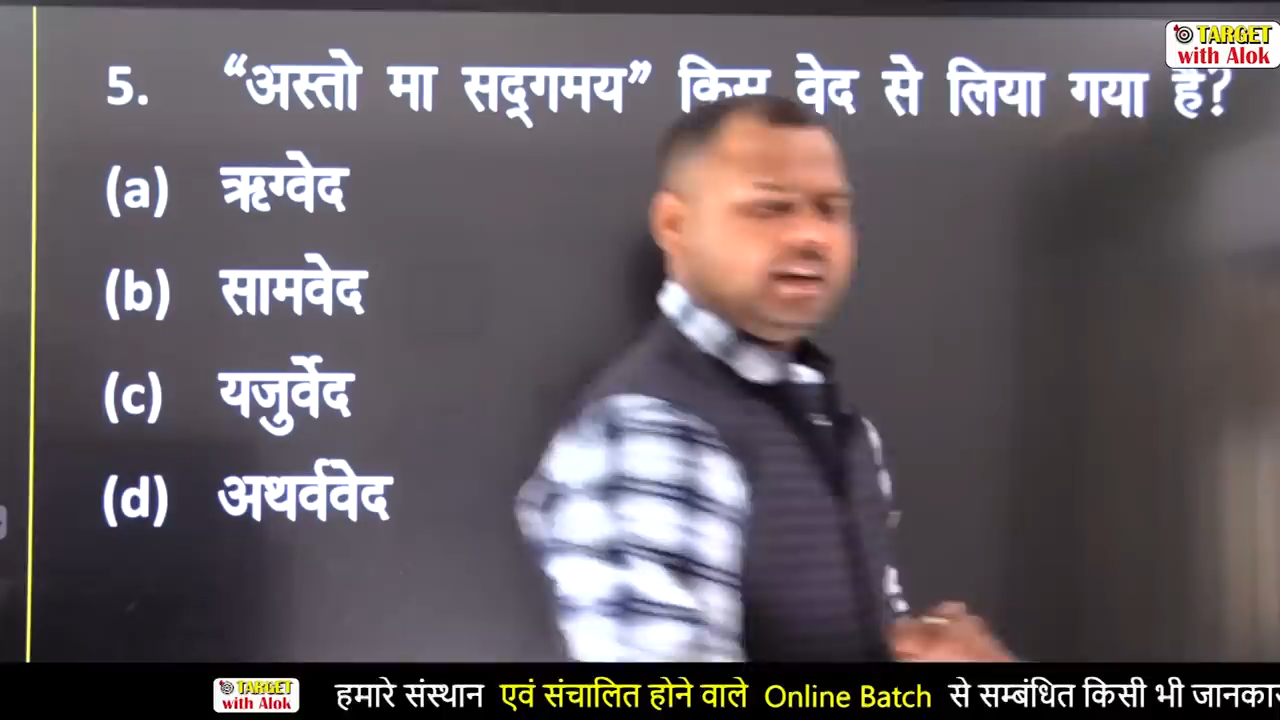 TARGET
with Alok
5. “अस्तो मा सद्गमय” किस वेद से लिया गया है?
(a) ऋग्वेद
(b) सामवेद
(c) यजुर्वेद
(d) अथर्ववेद
TARGET
with Alok
हमारे संस्थान एवं संचालित होने वाले Online Batch से सम्बंधित किसी भी